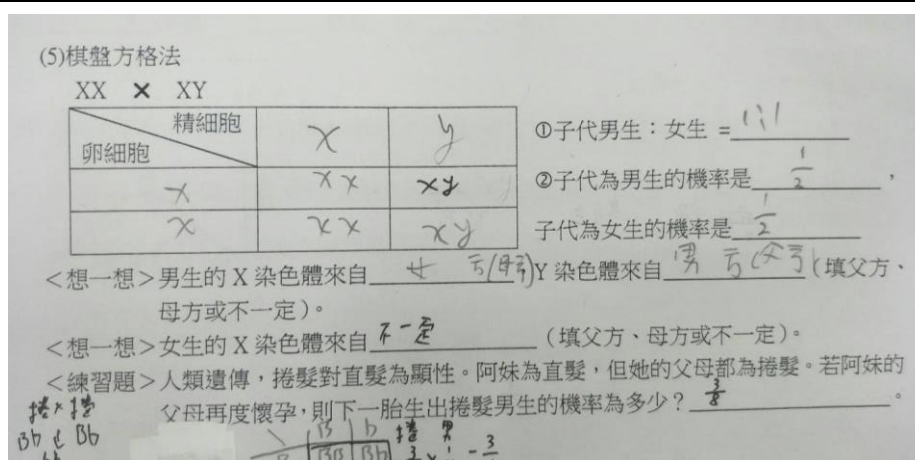 (5)棋盤方格法
XX × XY
精細胞 X y
卵細胞
X XX xy
X XX xy
①子代男生：女生 = 1:1
②子代為男生的機率是 1/2，
子代為女生的機率是 1/2
<想一想>男生的 X 染色體來自 女 方(母方) Y 染色體來自 男 方(父方) (填父方、
母方或不一定)。
<想一想>女生的 X 染色體來自 不一定 (填父方、母方或不一定)。
<練習題>人類遺傳，捲髮對直髮為顯性。阿妹為直髮，但她的父母都為捲髮。若阿妹的
父母再度懷孕，則下一胎生出捲髮男生的機率為多少？ 3/8 。
捲×捲
Bb Bb
B b
BB Bb
捲 男